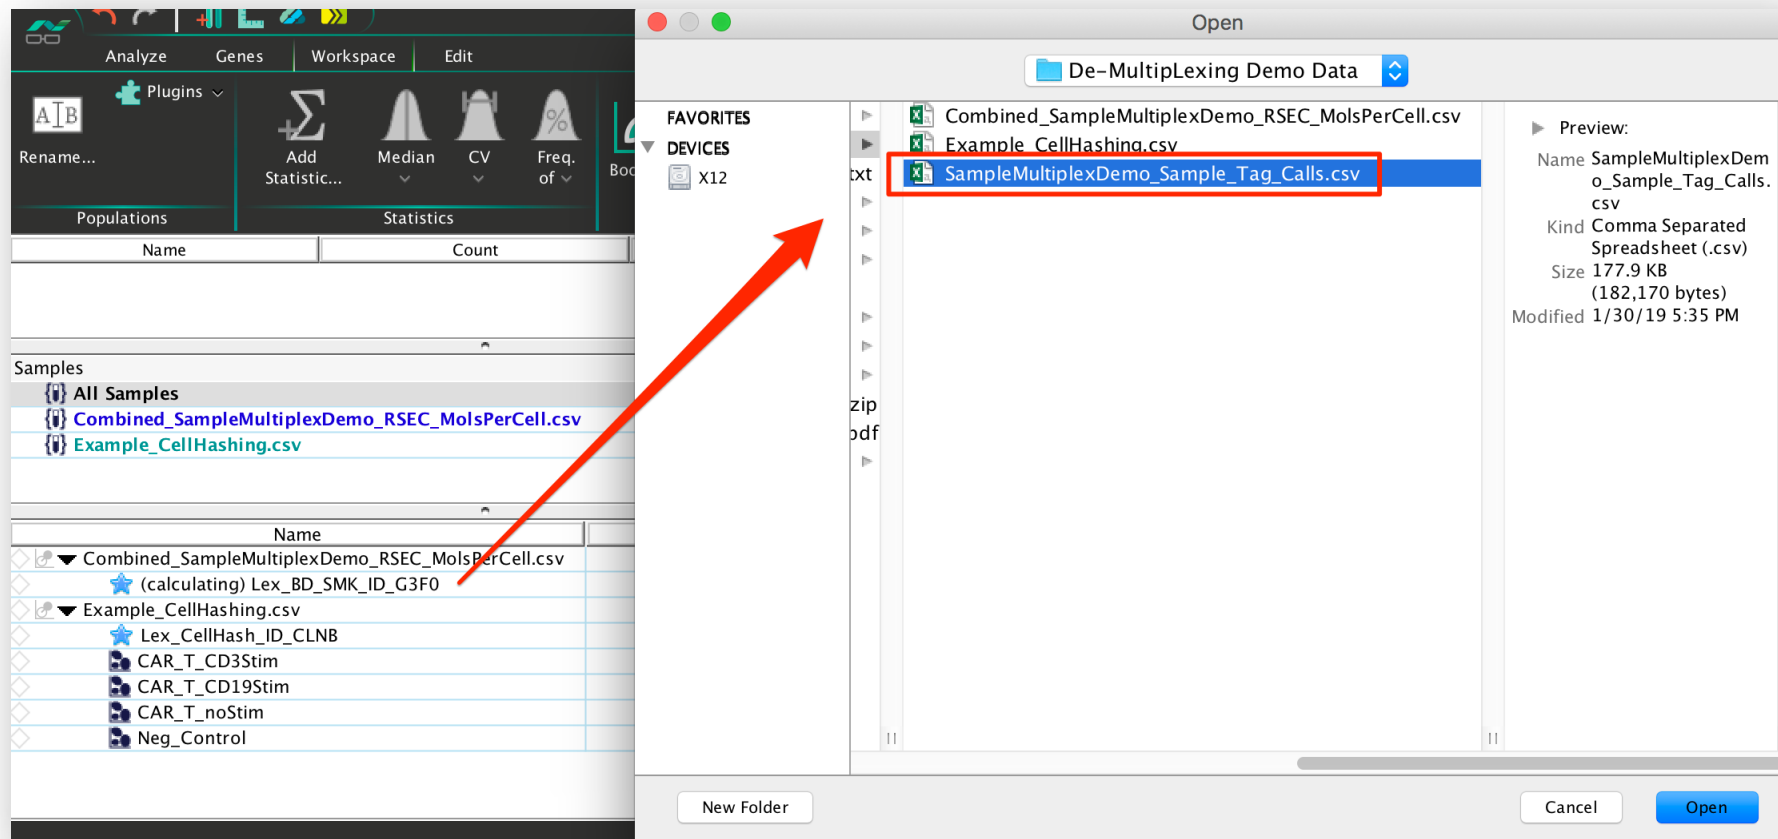 Analyze
Genes
Workspace
Edit
A B
Rename...
Plugins
Populations
Σ
Add
Statistic...
Median
CV
%
Freq.
of
Statistics
Name
Count
Samples
All Samples
Combined_SampleMultiplexDemo_RSEC_MolsPerCell.csv
Example_CellHashing.csv
Name
Combined_SampleMultiplexDemo_RSEC_MolsPerCell.csv
(calculating) Lex_BD_SMK_ID_G3F0
Example_CellHashing.csv
Lex_CellHash_ID_CLNB
CAR_T_CD3Stim
CAR_T_CD19Stim
CAR_T_noStim
Neg_Control
Open
De-MultipLexing Demo Data
FAVORITES
DEVICES
X12
txt
zip
Combined_SampleMultiplexDemo_RSEC_MolsPerCell.csv
Example_CellHashing.csv
SampleMultiplexDemo_Sample_Tag_Calls.csv
Preview:
Name SampleMultiplexDem
o_Sample_Tag_Calls.
csv
Kind Comma Separated
Spreadsheet (.csv)
Size 177.9 KB
(182,170 bytes)
Modified 1/30/19 5:35 PM
New Folder
Cancel
Open